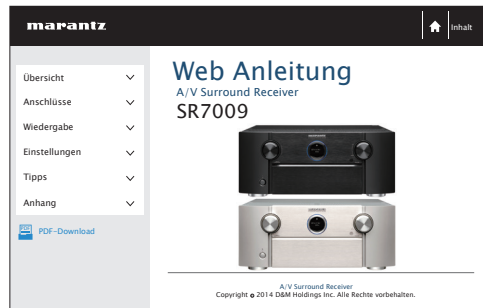 marantz
Inhalt
Übersicht
Anschlüsse
Wiedergabe
Einstellungen
Tipps
Anhang
PDF-Download
Web Anleitung
A/V Surround Receiver
SR7009
A/V Surround Receiver
Copyright © 2014 D&M Holdings Inc. Alle Rechte vorbehalten.